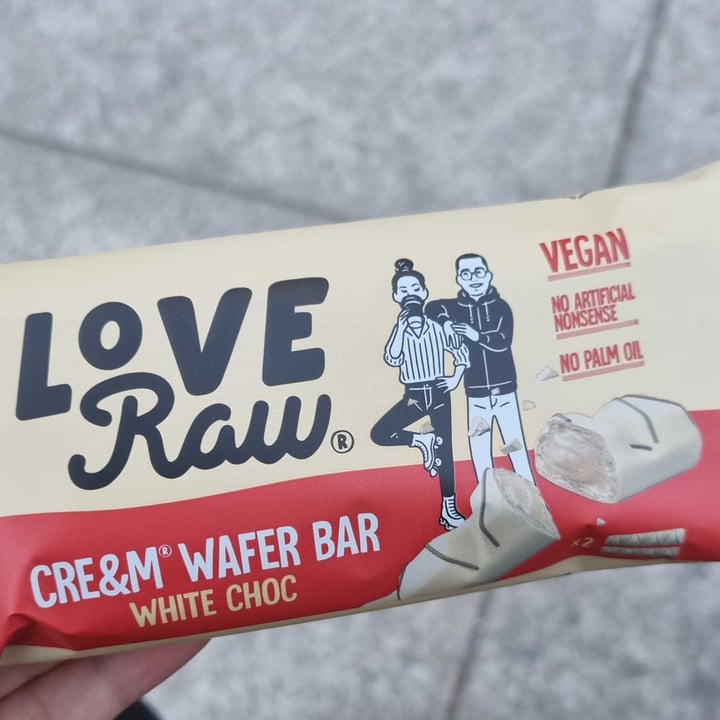 LOVE
Raw®
CRE&M® WAFER BAR
WHITE CHOC
VEGAN
NO ARTIFICIAL
NONSENSE
NO PALM OIL
x2